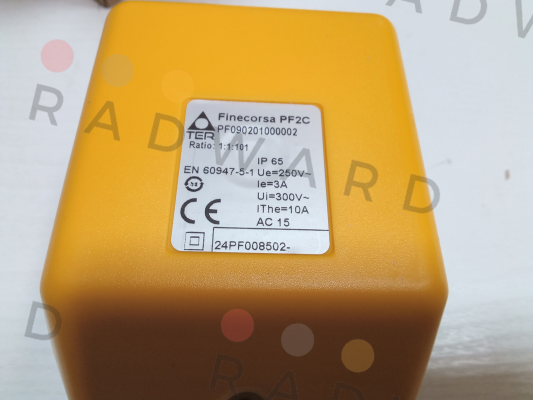 Finecorsa PF2C
PF090201000002
TER
Ratio: 1:1:101
IP 65
EN 60947-5-1 Ue=250V~
Ie=3A
Ui=300V~
IThe=10A
AC 15
CE
24PF008502-
RADWARD
RADWARD